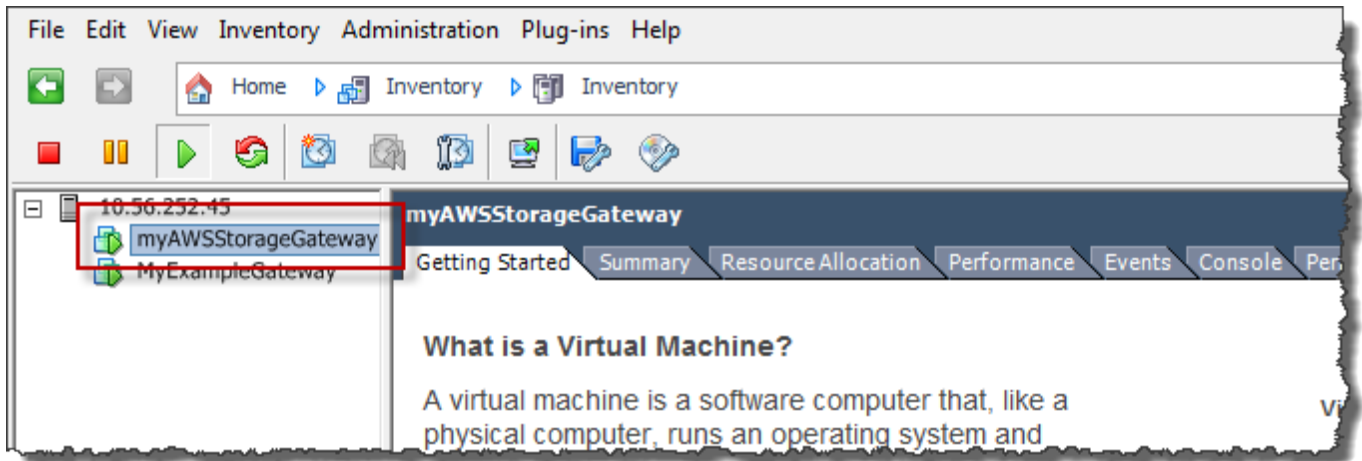 File Edit View Inventory Administration Plug-ins Help
Home Inventory Inventory
10.56.252.45
myAWSStorageGateway
MyExampleGateway
myAWSStorageGateway
Getting Started Summary Resource Allocation Performance Events Console
What is a Virtual Machine?
A virtual machine is a software computer that, like a
physical computer, runs an operating system and